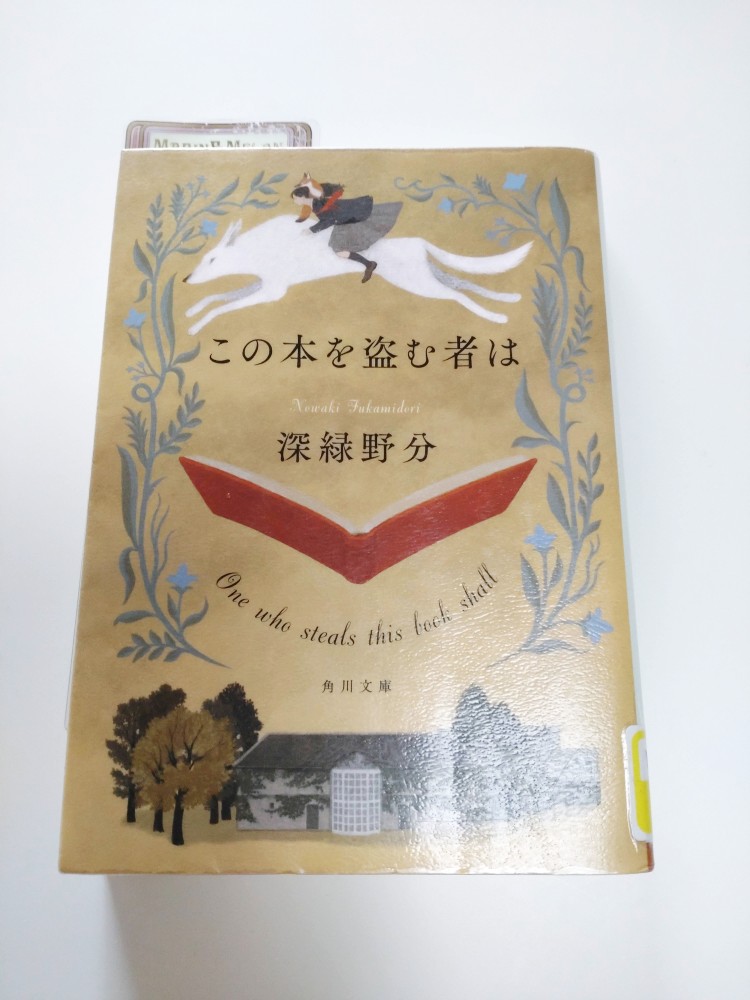 この本を盗む者は
Nowaki Fukamidori
深緑野分
One who steals this book shall
角川文庫